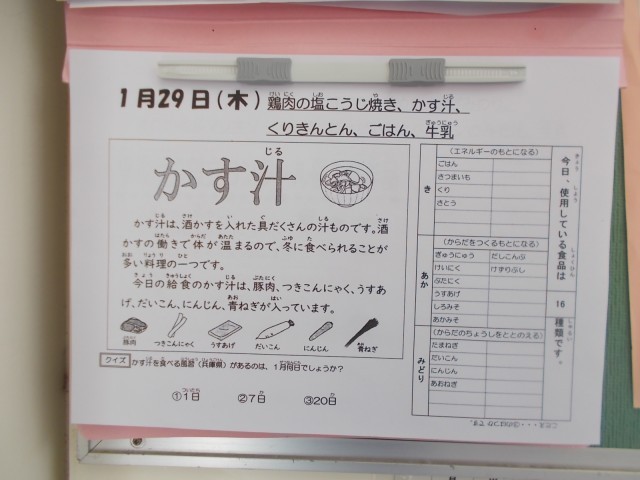 1月29日(木) 鶏肉の塩こうじ焼き、かす汁、
くりきんとん、ごはん、牛乳
かす汁
かす汁は、酒かすを入れた具だくさんの汁ものです。酒
かすの働きで体が温まるので、冬に食べられることが
多い料理の一つです。
今日の給食のかす汁は、豚肉、つきこんにゃく、うすあ
げ、だいこん、にんじん、青ねぎが入っています。
豚肉 つきこんにゃく うすあげ だいこん にんじん 青ねぎ
クイズ かす汁を食べる風習（兵庫県）があるのは、1月何日でしょうか？
①1日 ②7日 ③20日
今日、使用している食品は
16
種類です。
き
（エネルギーのもとになる）
ごはん
さつまいも
くり
さとう
あか
（からだをつくるもとになる）
ぎゅうにゅう だしこんぶ
けいにく けずりぶし
ぶたにく
うすあげ
しろみそ
あかみそ
みどり
（からだのちょうしをととのえる）
たまねぎ
だいこん
にんじん
あおねぎ